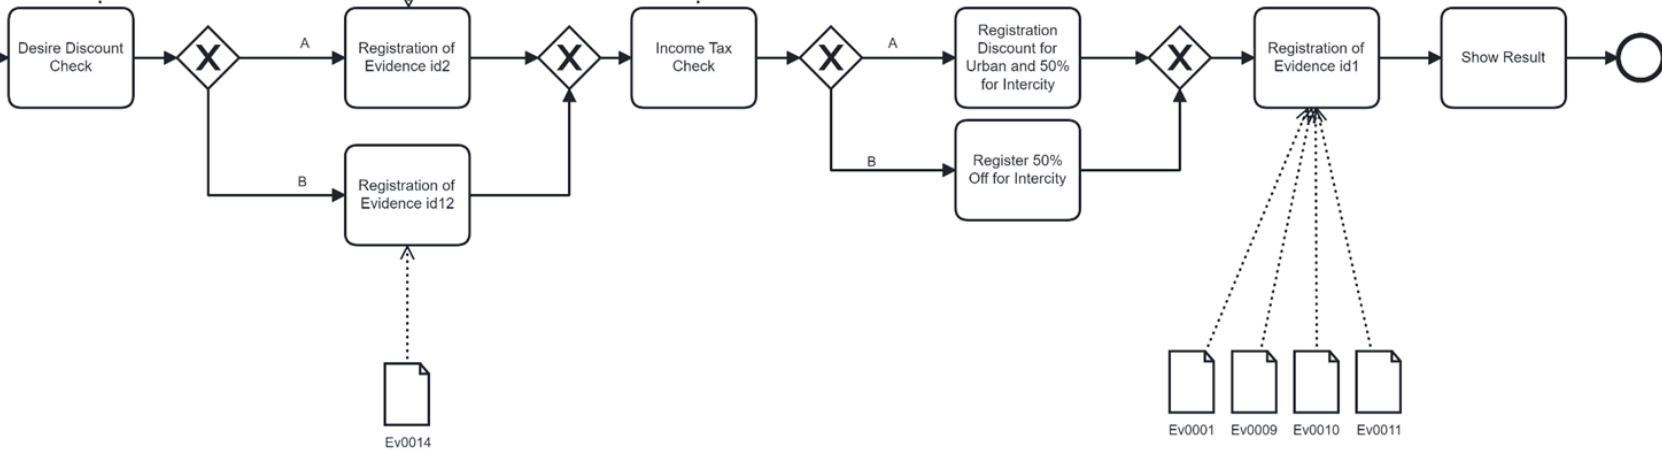 Desire Discount
Check
X
A
Registration of
Evidence id2
B
Registration of
Evidence id12
Ev0014
X
Income Tax
Check
X
A
Registration
Discount for
Urban and 50%
for Intercity
B
Register 50%
Off for Intercity
X
Registration of
Evidence id1
Show Result
Ev0001
Ev0009
Ev0010
Ev0011